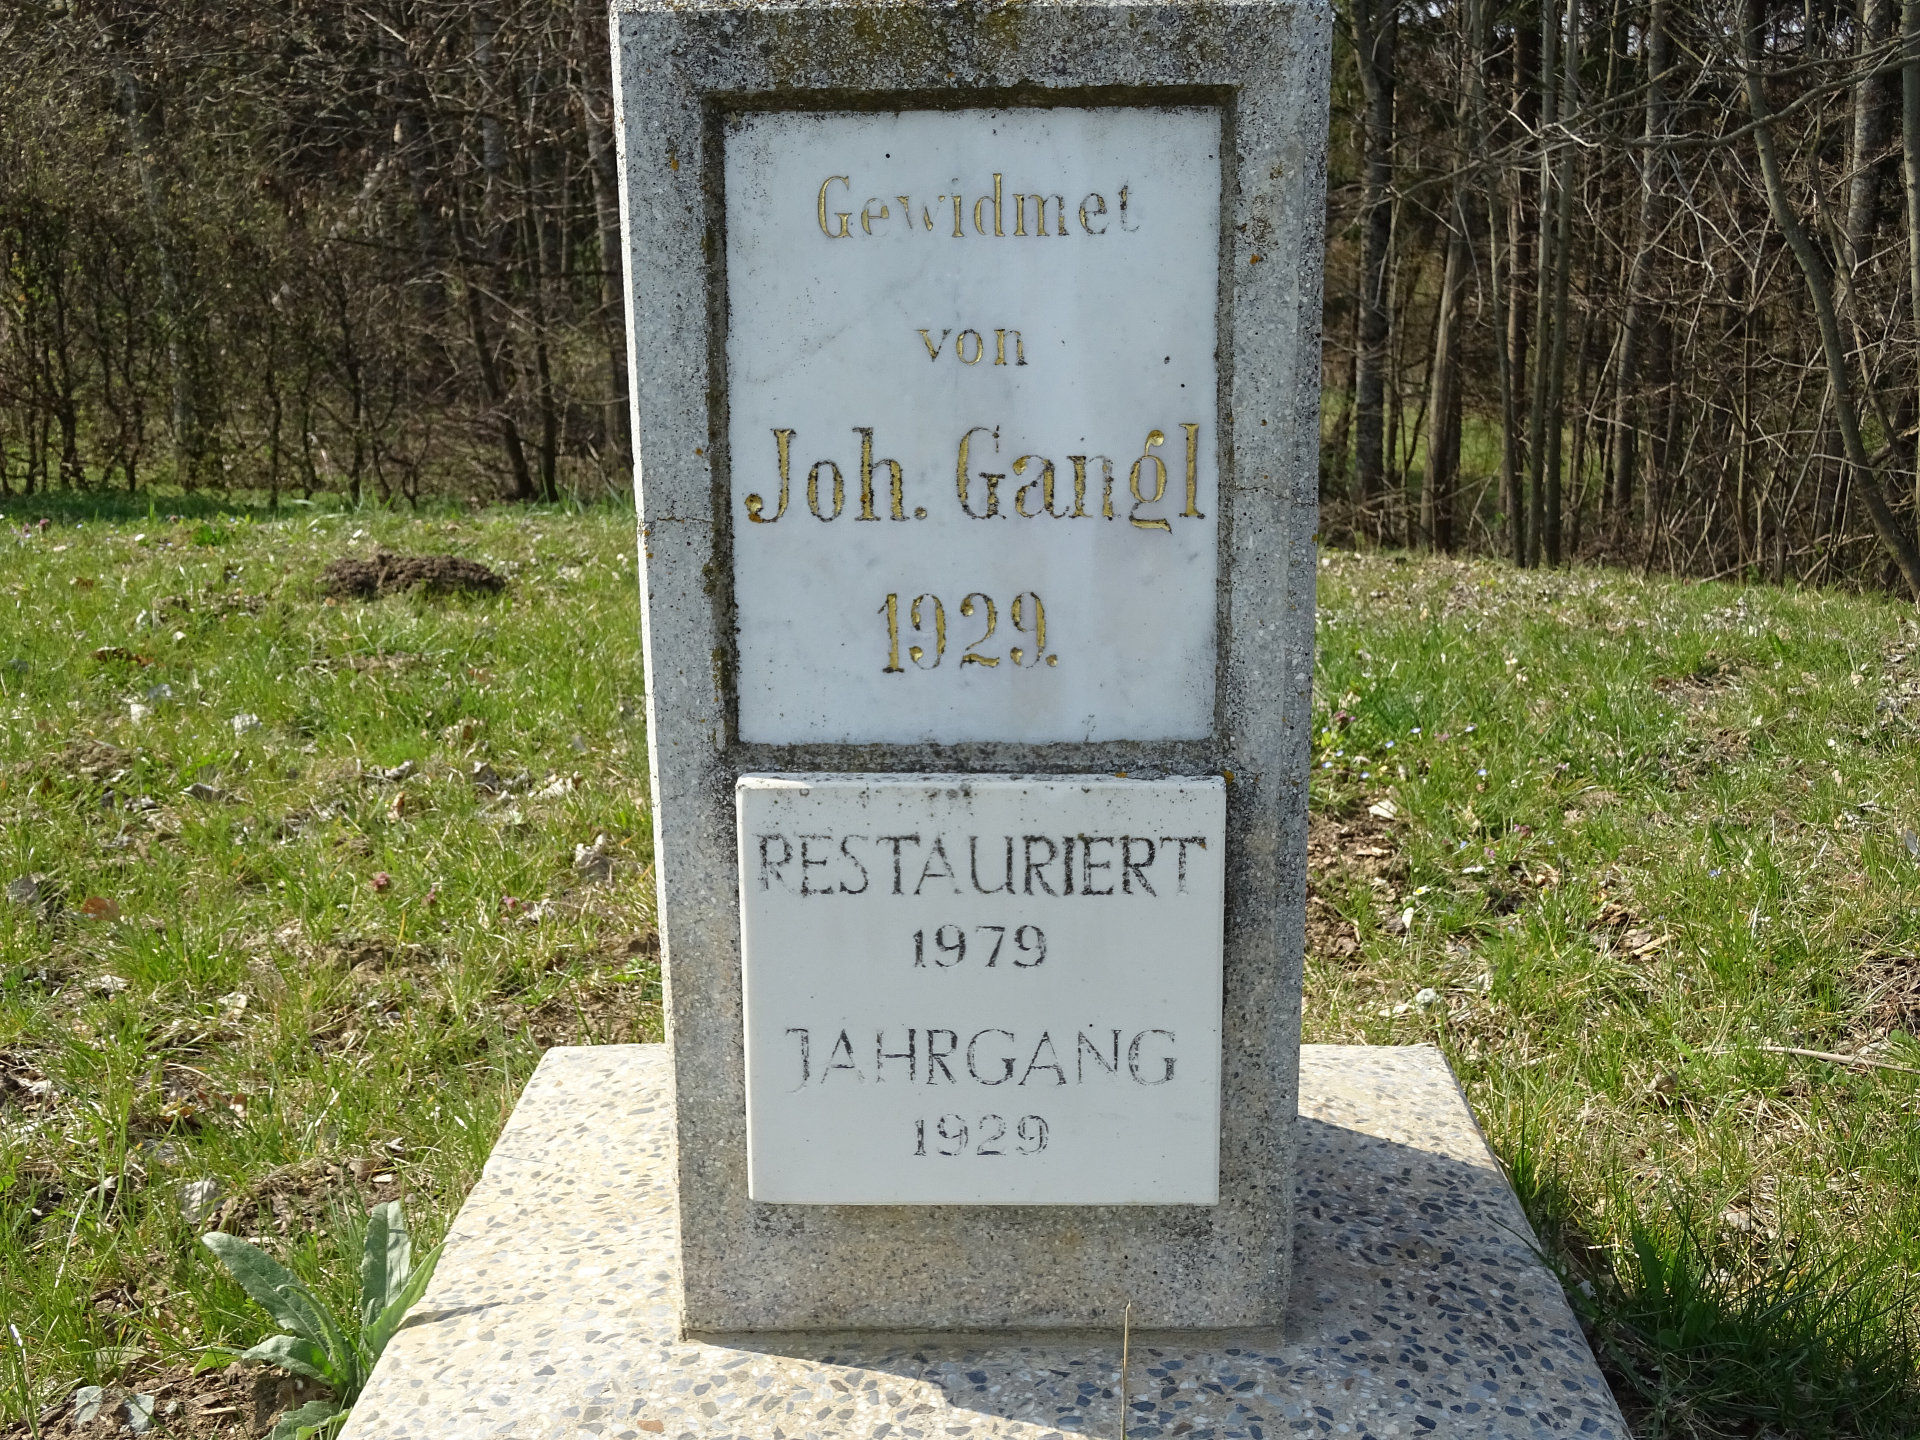 Gewidmet
von
Joh. Gangl
1929.
RESTAURIERT
1979
JAHRGANG
1929